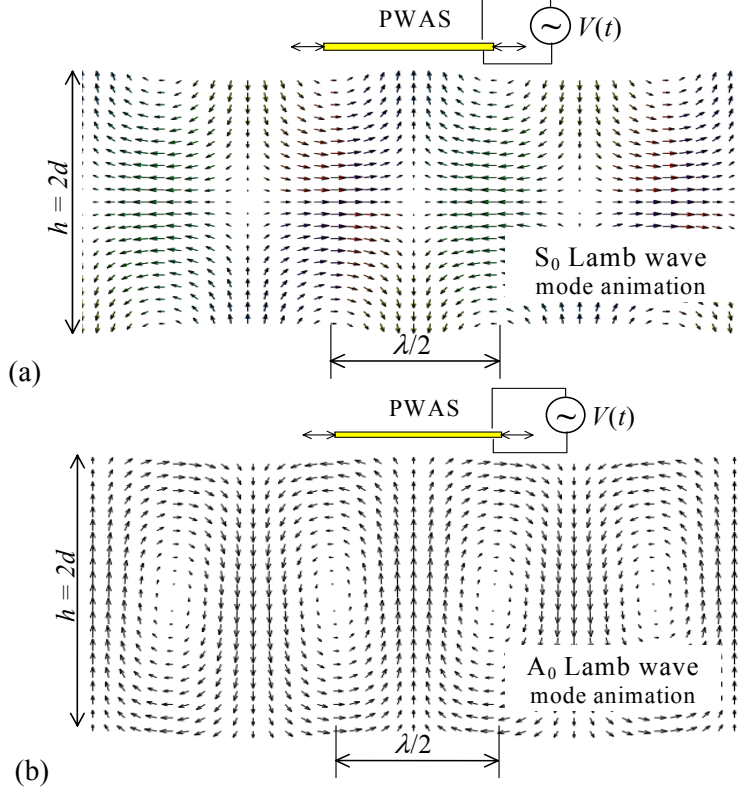 PWAS
~
V(t)
h = 2d
S₀ Lamb wave
mode animation
λ/2
(a)
PWAS
~
V(t)
h = 2d
A₀ Lamb wave
mode animation
λ/2
(b)